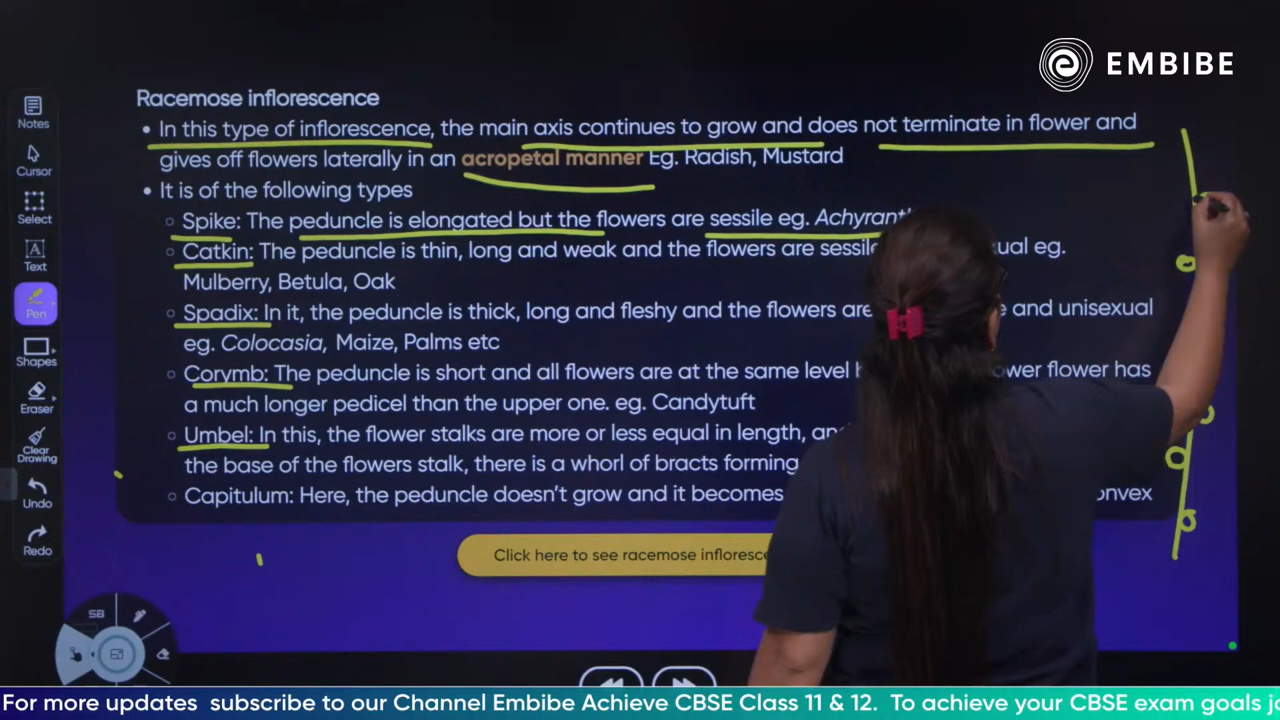 EMBIBE
Racemose inflorescence
• In this type of inflorescence, the main axis continues to grow and does not terminate in flower and
gives off flowers laterally in an acropetal manner Eg. Radish, Mustard
• It is of the following types
○ Spike: The peduncle is elongated but the flowers are sessile eg.
○ Catkin: The peduncle is thin, long and weak and the flowers are eg.
Mulberry, Betula, Oak
○ Spadix: In it, the peduncle is thick, long and fleshy and the flowers are and unisexual
eg. Colocasia, Maize, Palms etc
○ Corymb: The peduncle is short and all flowers are at the same level flower has
a much longer pedicel than the upper one. eg. Candytuft
○ Umbel: In this, the flower stalks are more or less equal in length,
the base of the flowers stalk, there is a whorl of bracts forming
○ Capitulum: Here, the peduncle doesn't grow and it becomes
Click here to see racemose
Notes
Cursor
Select
Text
Pen
Shapes
Eraser
Clear
Drawing
Undo
Redo
SB
For more updates subscribe to our Channel Embibe Achieve CBSE Class 11 & 12. To achieve your CBSE exam goals